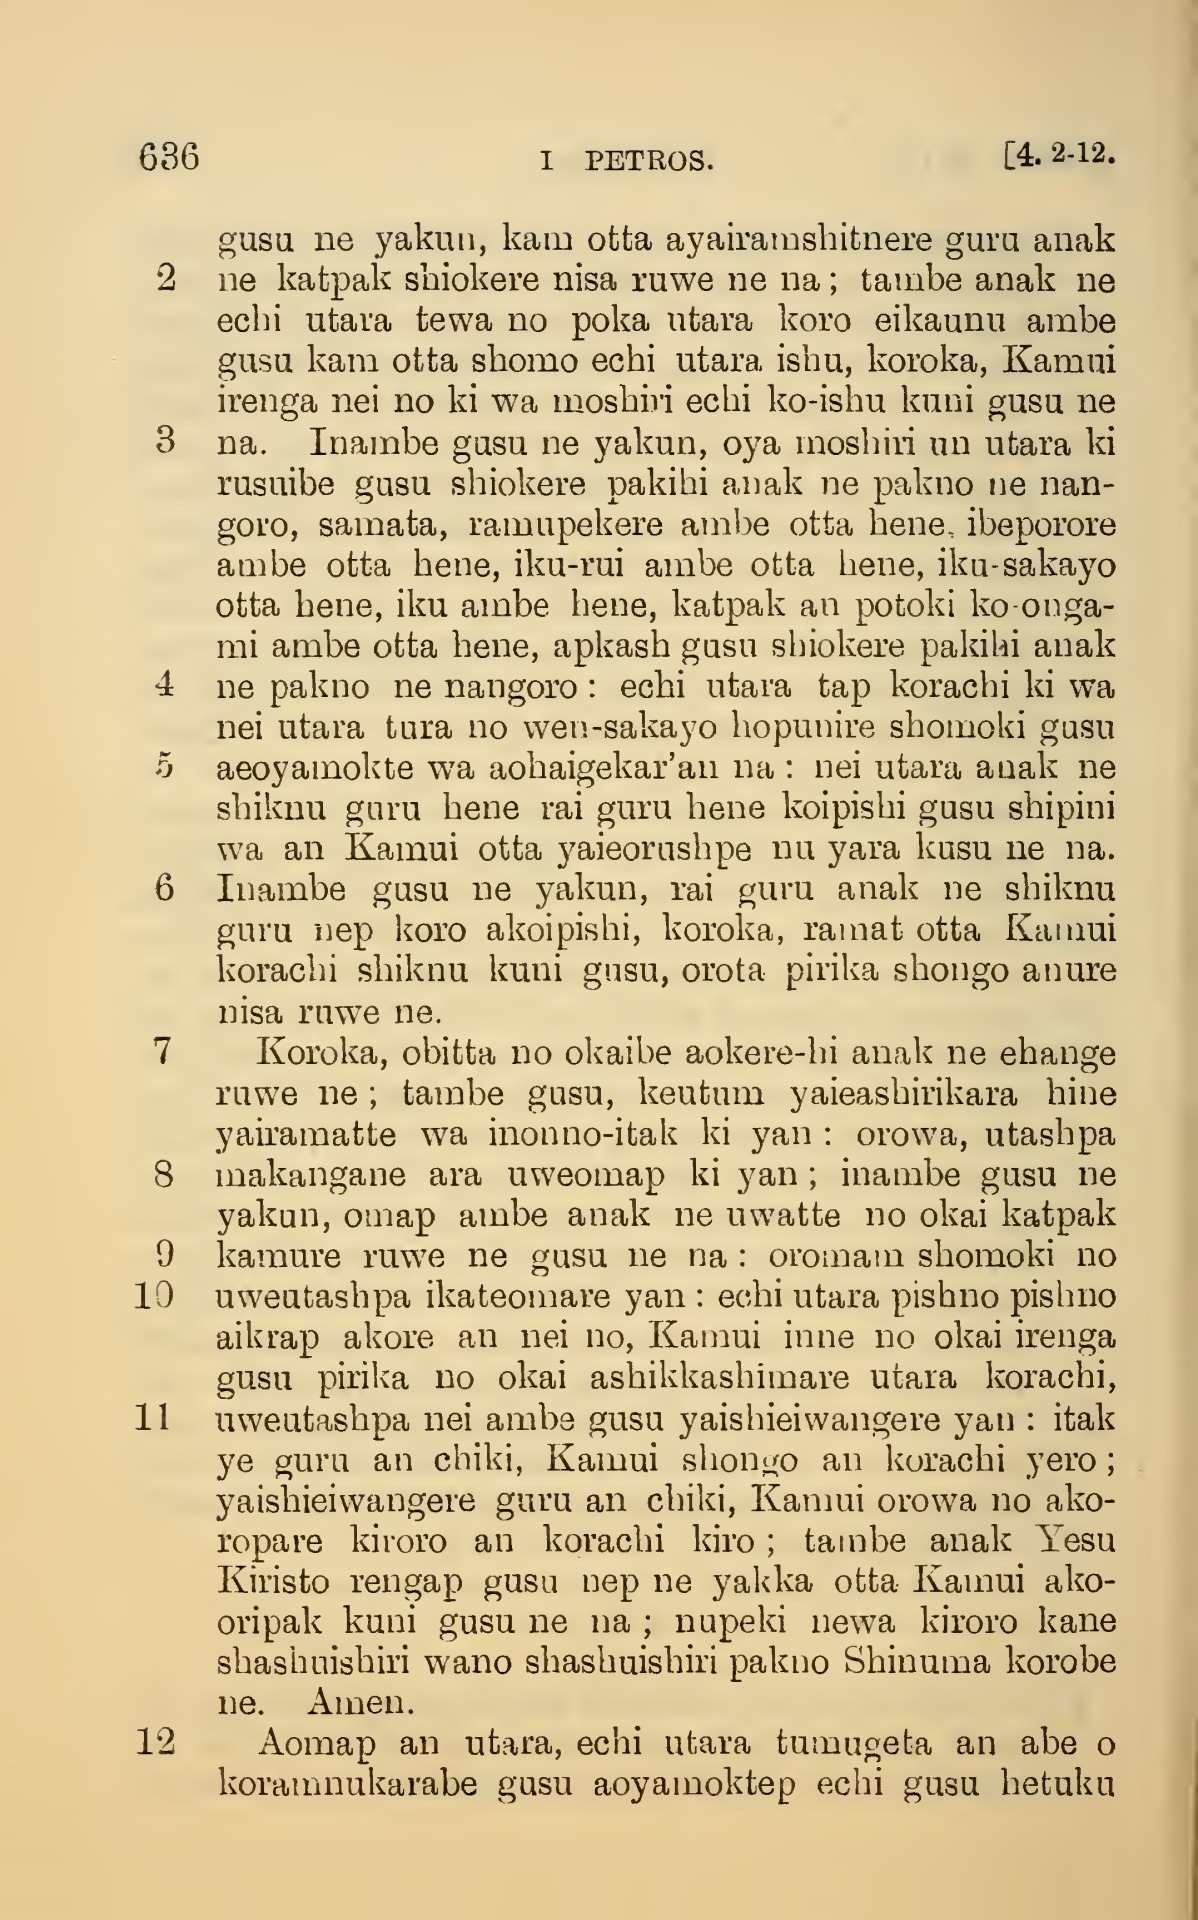 636 I PETROS. [4. 2-12.
gusu ne yakun, kam otta ayairamshitnere guru anak
2 ne katpak shiokere nisa ruwe ne na ; tambe anak ne
echi utara tewa no poka utara koro eikaunu ambe
gusu kam otta shomo echi utara ishu, koroka, Kamui
irenga nei no ki wa moshiri echi ko-ishu kuni gusu ne
3 na. Inambe gusu ne yakun, oya moshiri un utara ki
rusuibe gusu shiokere pakihi anak ne pakno ne nan-
goro, samata, ramupekere ambe otta hene, ibeporore
ambe otta hene, iku-rui ambe otta hene, iku-sakayo
otta hene, iku ambe hene, katpak an potoki ko-onga-
mi ambe otta hene, apkash gusu shiokere pakihi anak
4 ne pakno ne nangoro : echi utara tap korachi ki wa
nei utara tura no wen-sakayo hopunire shomoki gusu
5 aeoyamokte wa aohaigekar’an na : nei utara anak ne
shiknu guru hene rai guru hene koipishi gusu shipini
wa an Kamui otta yaieorushpe nu yara kusu ne na.
6 Inambe gusu ne yakun, rai guru anak ne shiknu
guru nep koro akoipishi, koroka, ramat otta Kamui
korachi shiknu kuni gusu, orota pirika shongo anure
nisa ruwe ne.
7 Koroka, obitta no okaibe aokere-hi anak ne ehange
ruwe ne ; tambe gusu, keutum yaieashirikara hine
yairamatte wa inonno-itak ki yan : orowa, utashpa
8 makangane ara uweomap ki yan ; inambe gusu ne
yakun, omap ambe anak ne uwatte no okai katpak
9 kamure ruwe ne gusu ne na : oromam shomoki no
10 uweutashpa ikateomare yan : echi utara pishno pishno
aikrap akore an nei no, Kamui inne no okai irenga
gusu pirika no okai ashikkashimare utara korachi,
11 uweutashpa nei ambe gusu yaishieiwangere yan : itak
ye guru an chiki, Kamui shongo an korachi yero ;
yaishieiwangere guru an chiki, Kamui orowa no ako-
ropare kiroro an korachi kiro ; tambe anak Yesu
Kiristo rengap gusu nep ne yakka otta Kamui ako-
oripak kuni gusu ne na ; nupeki newa kiroro kane
shashuishiri wano shashuishiri pakno Shinuma korobe
ne. Amen.
12 Aomap an utara, echi utara tumugeta an abe o
koramnukarabe gusu aoyamoktep echi gusu hetuku